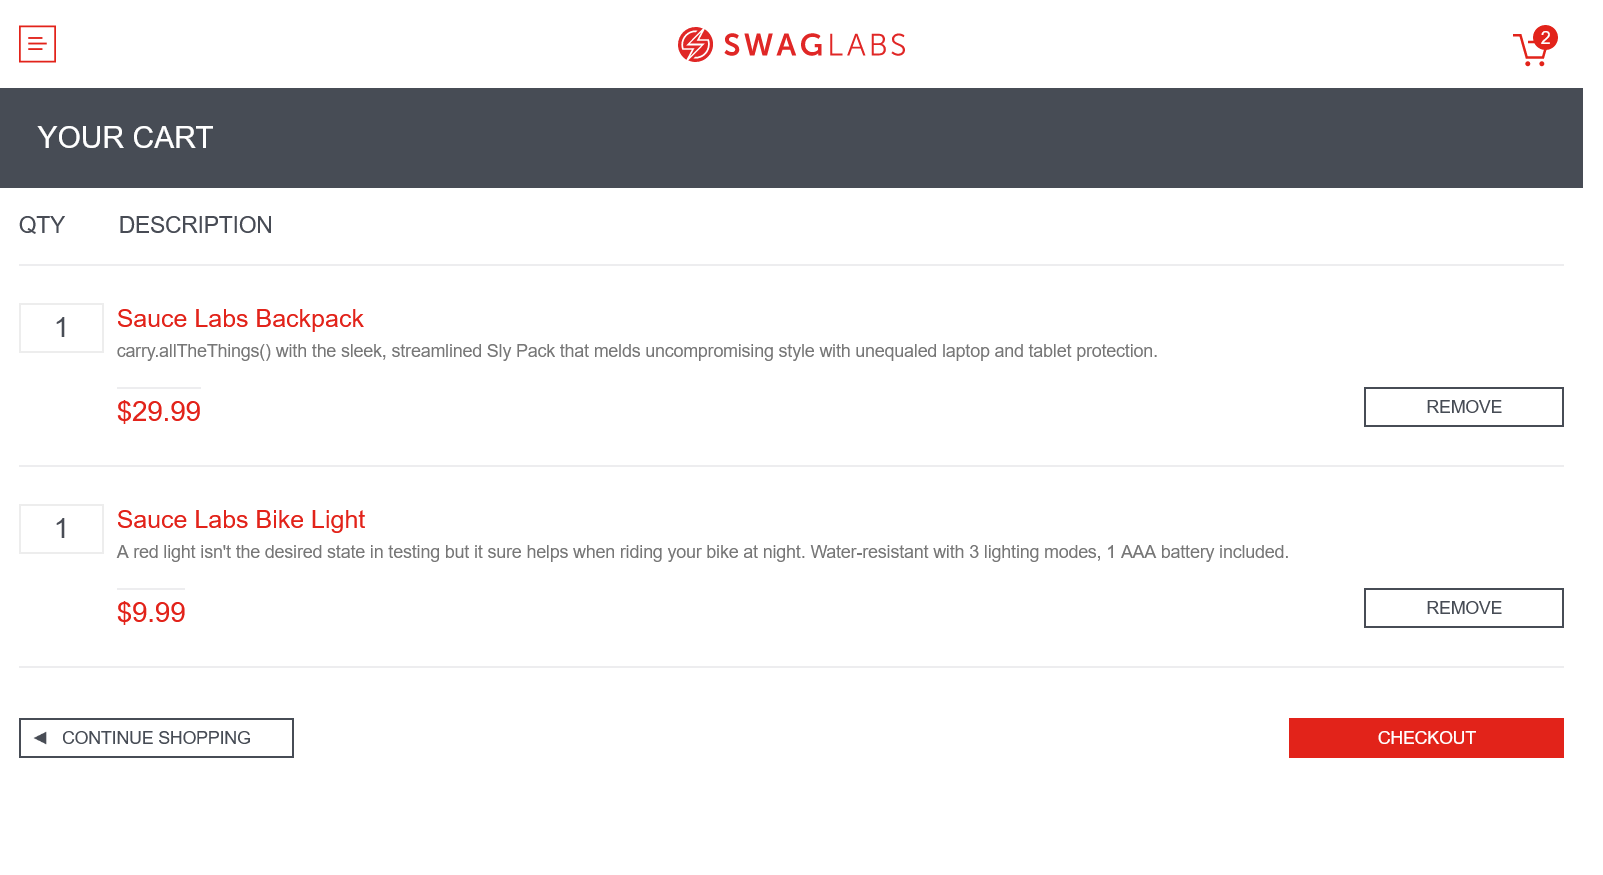 SWAGLABS
2
YOUR CART
QTY DESCRIPTION
1 Sauce Labs Backpack
carry.allTheThings() with the sleek, streamlined Sly Pack that melds uncompromising style with unequaled laptop and tablet protection.
$29.99 REMOVE
1 Sauce Labs Bike Light
A red light isn't the desired state in testing but it sure helps when riding your bike at night. Water-resistant with 3 lighting modes, 1 AAA battery included.
$9.99 REMOVE
CONTINUE SHOPPING CHECKOUT